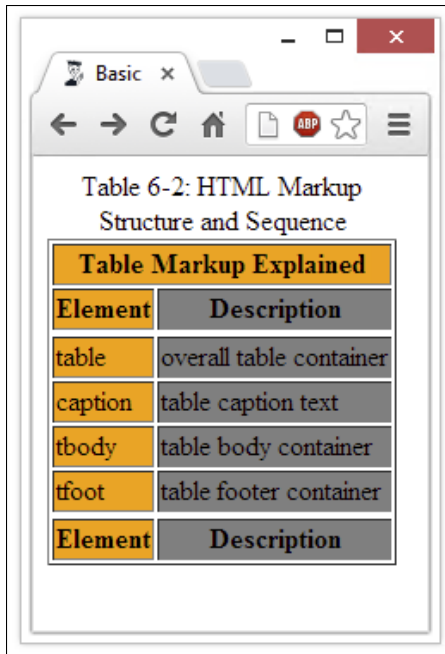 Basic
ABP
Table 6-2: HTML Markup
Structure and Sequence
Table Markup Explained
Element Description
table overall table container
caption table caption text
tbody table body container
tfoot table footer container
Element Description